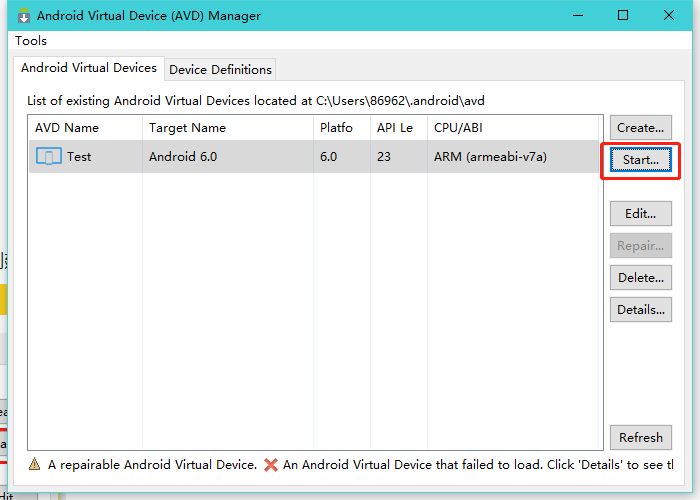 Android Virtual Device (AVD) Manager
Tools
Android Virtual Devices
Device Definitions
List of existing Android Virtual Devices located at C:\Users\86962\.android\avd
AVD Name Target Name Platfo API Le CPU/ABI
Test Android 6.0 6.0 23 ARM (armeabi-v7a)
Create...
Start...
Edit...
Repair...
Delete...
Details...
Refresh
A repairable Android Virtual Device. An Android Virtual Device that failed to load. Click 'Details' to see